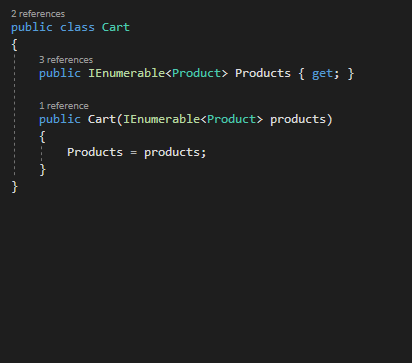 2 references
public class Cart
{
3 references
public IEnumerable<Product> Products { get; }
1 reference
public Cart(IEnumerable<Product> products)
{
Products = products;
}
}